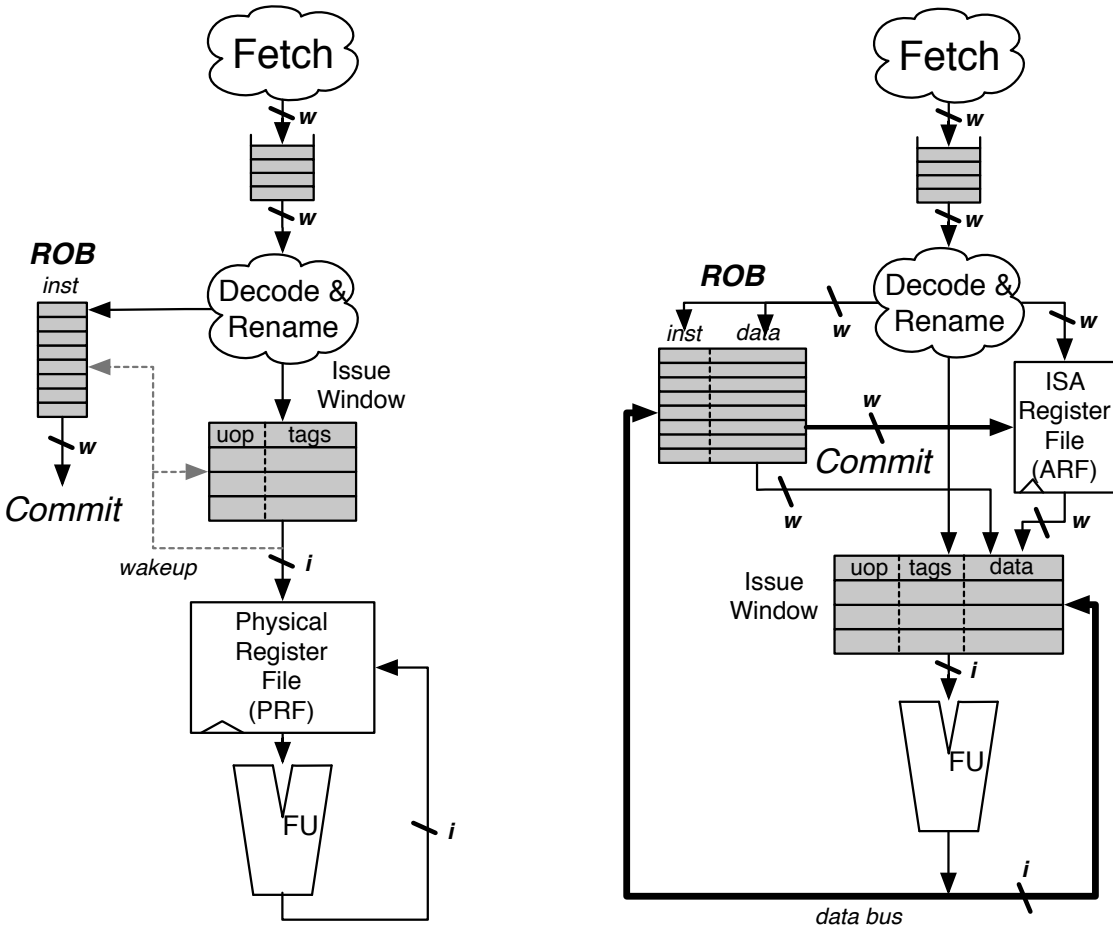 Fetch
w
w
ROB
inst
Decode &
Rename
Issue
Window
uop tags
w
Commit
wakeup
i
Physical
Register
File
(PRF)
FU
i
Fetch
w
w
ROB
Decode &
Rename
w
w
inst data
ISA
Register
File
(ARF)
w
Commit
w
w
uop tags data
Issue
Window
i
FU
i
data bus